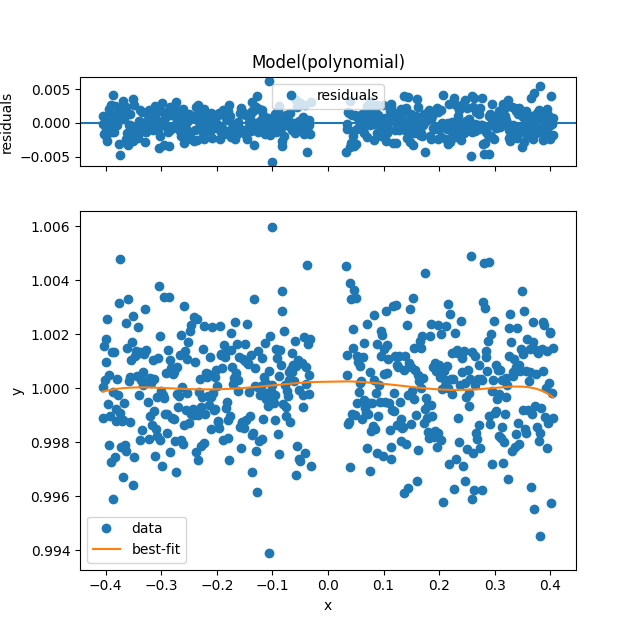 Model(polynomial)
residuals
0.005
0.000
−0.005
residuals
1.006
1.004
1.002
1.000
0.998
0.996
0.994
y
data
best-fit
−0.4 −0.3 −0.2 −0.1 0.0 0.1 0.2 0.3 0.4
x